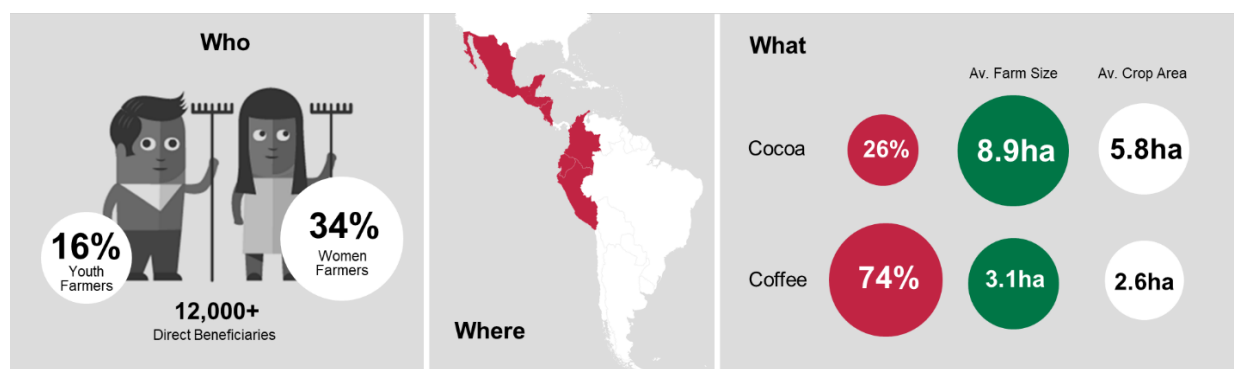 Who
16%
Youth
Farmers
34%
Women
Farmers
12,000+
Direct Beneficiaries
Where
What
Av. Farm Size
Av. Crop Area
Cocoa
26%
8.9ha
5.8ha
Coffee
74%
3.1ha
2.6ha